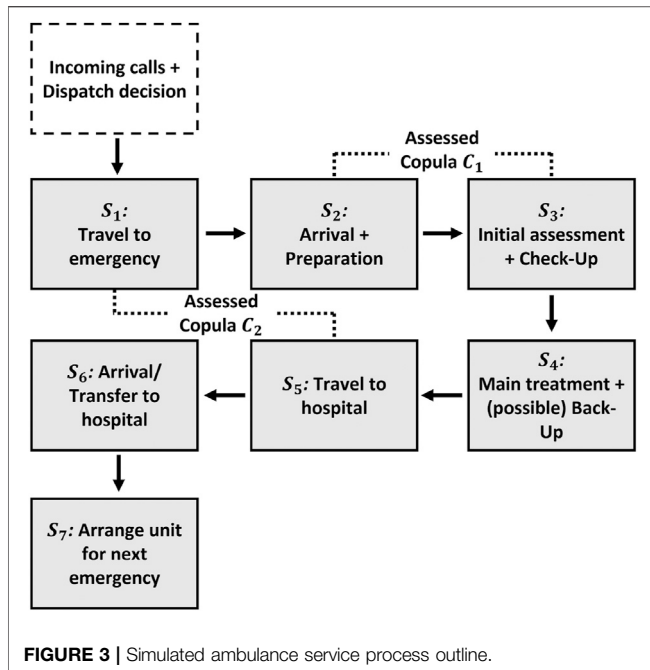 Incoming calls +
Dispatch decision
Assessed
Copula C₁
S₁:
Travel to
emergency
S₂:
Arrival +
Preparation
S₃:
Initial assessment
+ Check-Up
Assessed
Copula C₂
S₆: Arrival/
Transfer to
hospital
S₅: Travel to
hospital
S₄:
Main treatment +
(possible) Back-
Up
S₇: Arrange unit
for next
emergency
FIGURE 3 | Simulated ambulance service process outline.